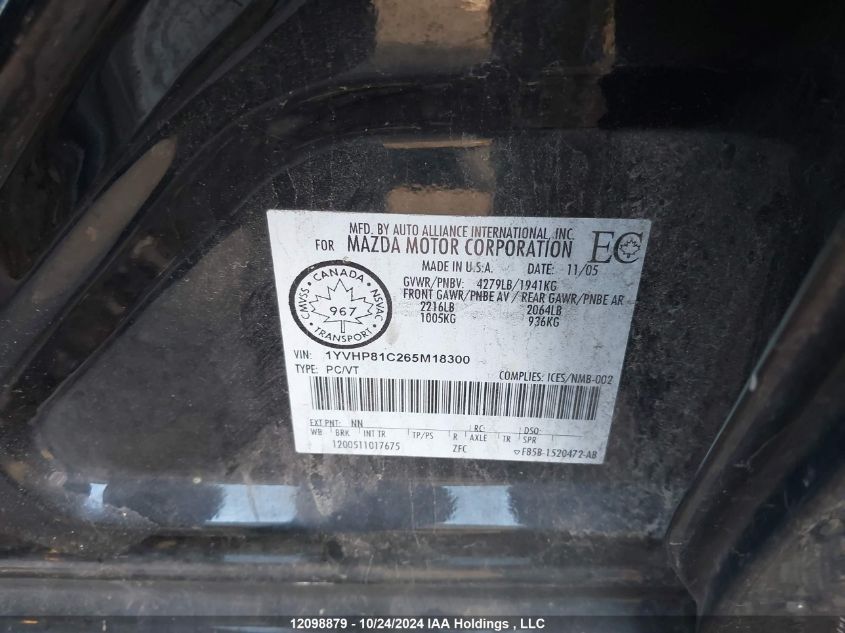 MFD. BY AUTO ALLIANCE INTERNATIONAL, INC.
FOR MAZDA MOTOR CORPORATION EC
MADE IN U.S.A. DATE: 11/05
GVWR/PNBV: 4279LB/1941KG
FRONT GAWR/PNBE AV / REAR GAWR/PNBE AR
2216LB 2064LB
1005KG 936KG
CANADA
CMVSS 967 NSVAC
TRANSPORT
VIN: 1YVHP81C265M18300
TYPE: PC/VT COMPLIES: ICES/NMB-002
EXT PNT: NN RC: DSO:
WB BRK INT TR TP/PS R AXLE TR SPR
1200511017675 ZFC FB5B-1520472-AB
12098879 - 10/24/2024 IAA Holdings , LLC